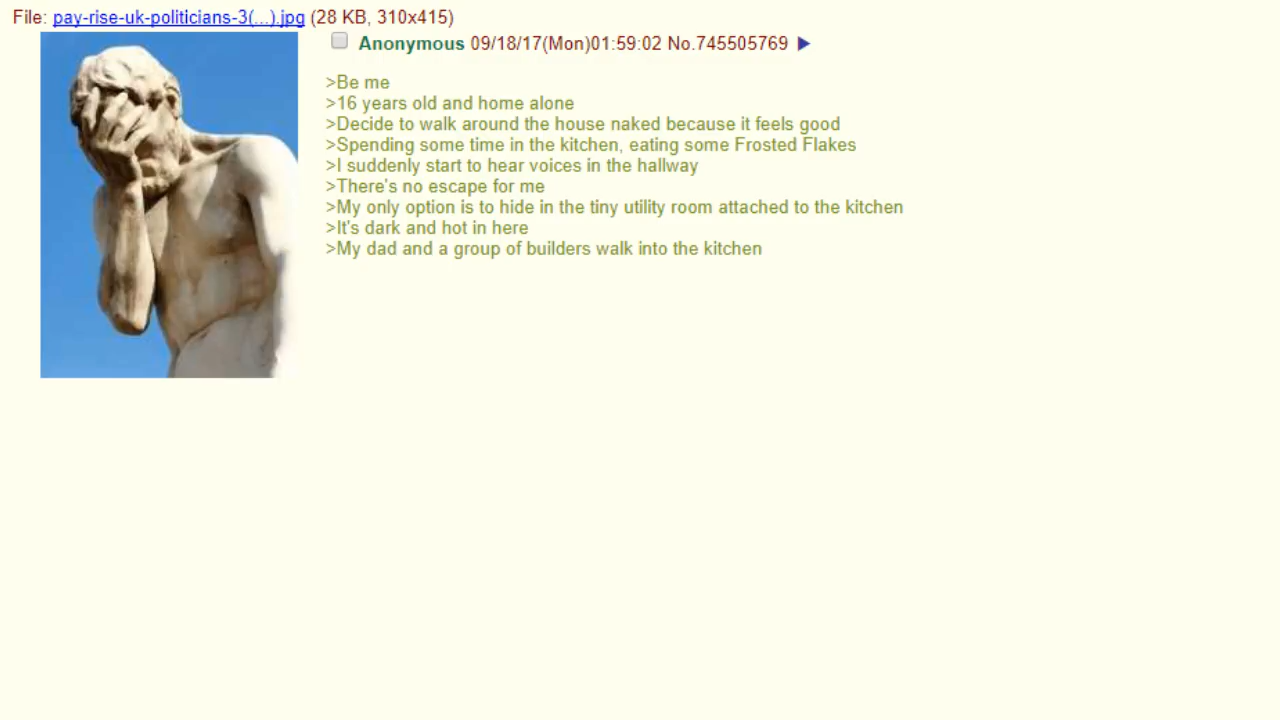 File: pay-rise-uk-politicians-3(...).jpg (28 KB, 310x415)
Anonymous 09/18/17(Mon)01:59:02 No.745505769 ▶
>Be me
>16 years old and home alone
>Decide to walk around the house naked because it feels good
>Spending some time in the kitchen, eating some Frosted Flakes
>I suddenly start to hear voices in the hallway
>There's no escape for me
>My only option is to hide in the tiny utility room attached to the kitchen
>It's dark and hot in here
>My dad and a group of builders walk into the kitchen